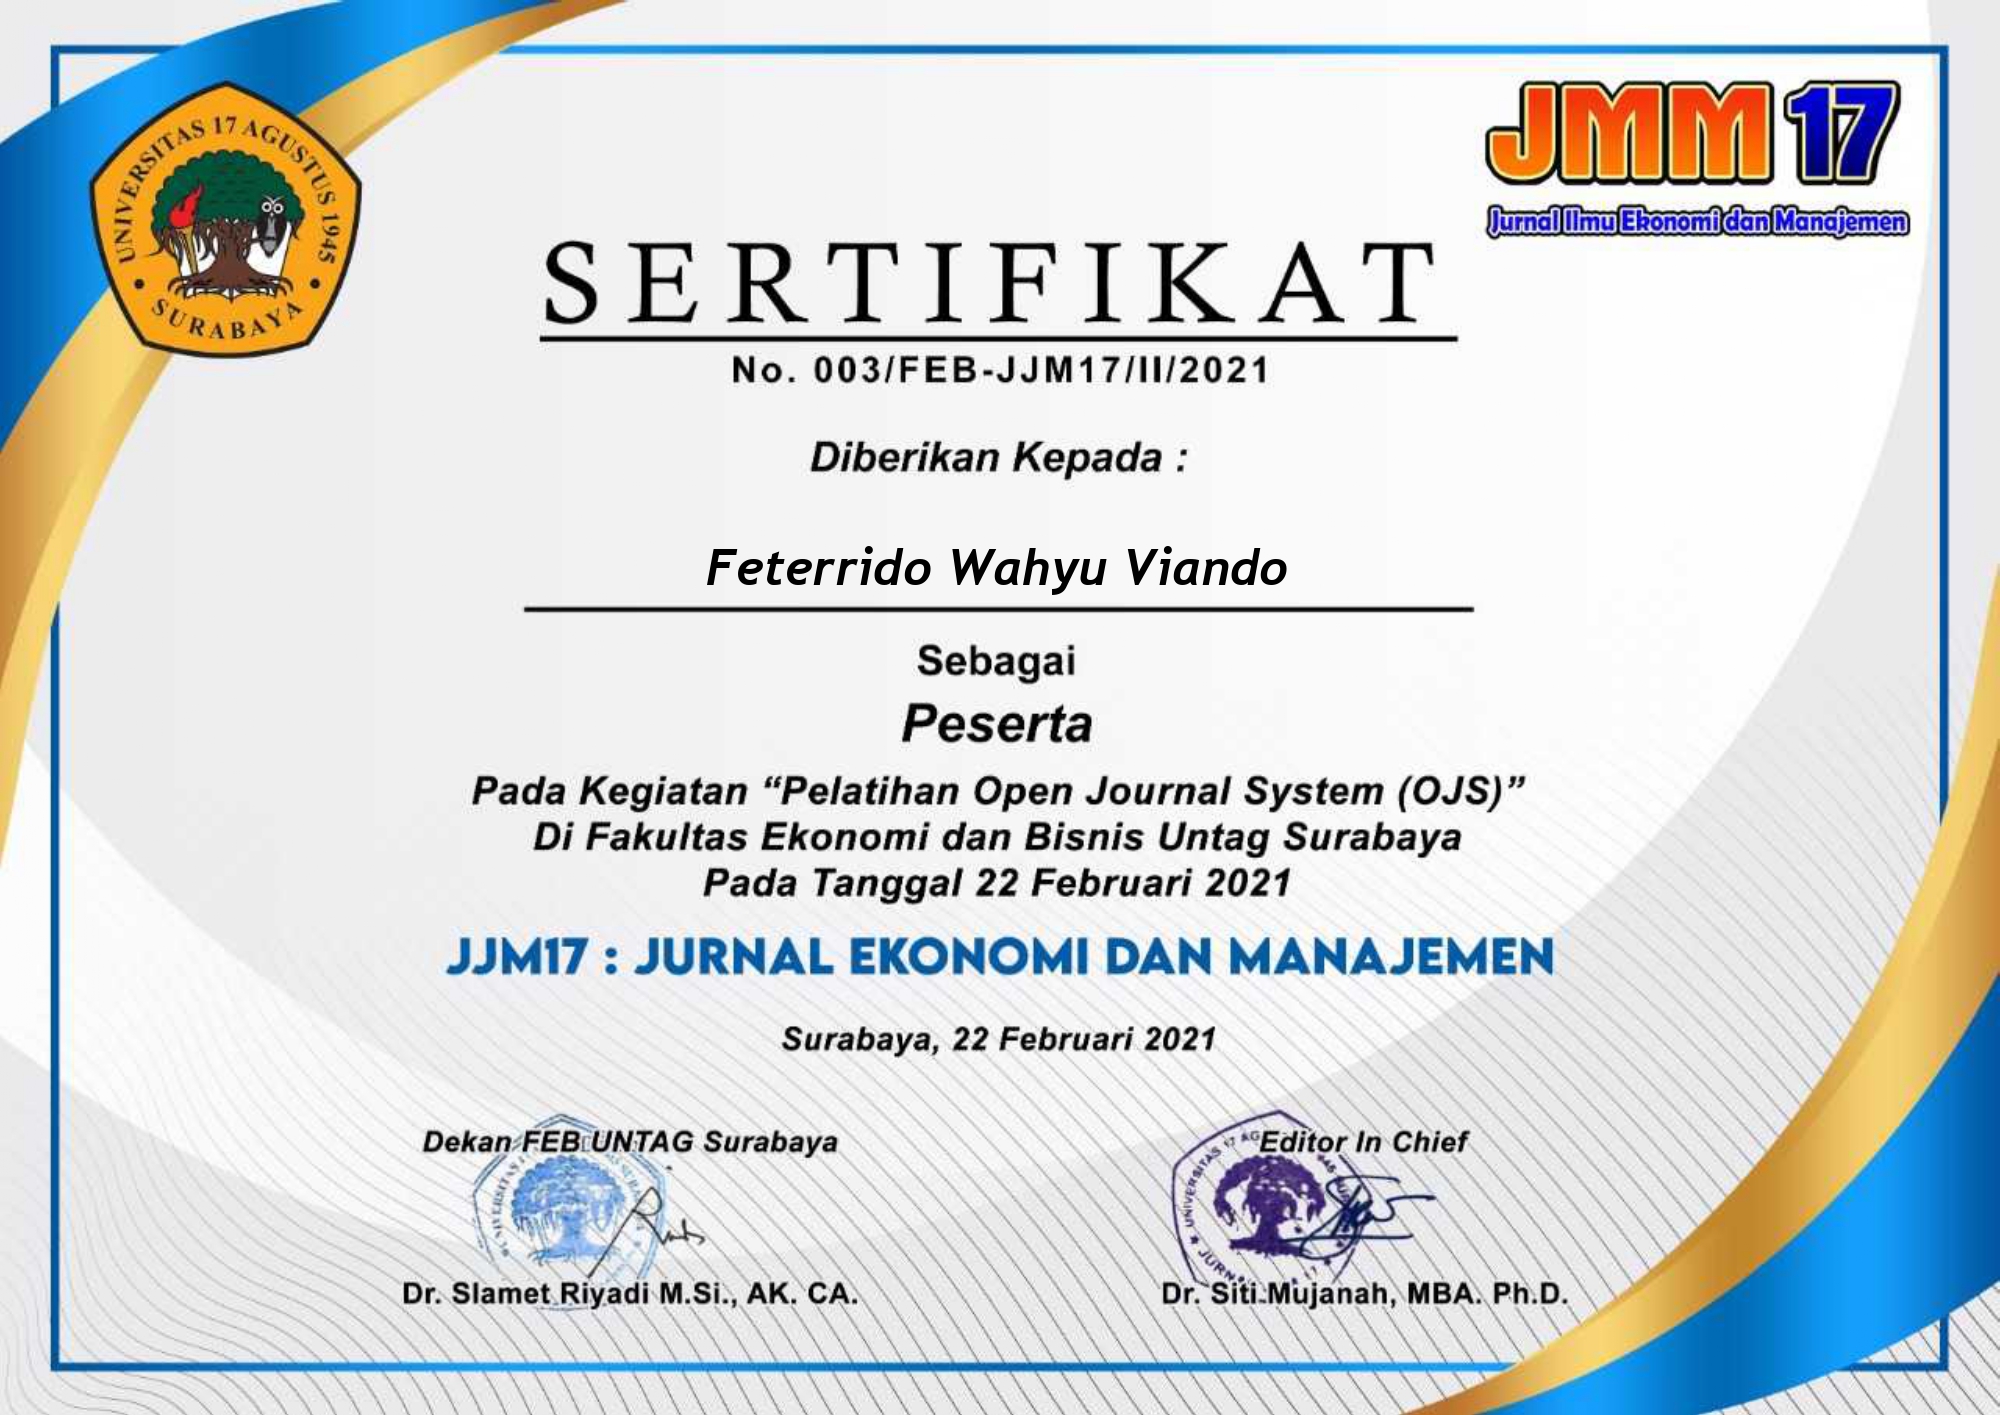 UNIVERSITAS 17 AGUSTUS 1945
SURABAYA
JMM 17
Jurnal Ilmu Ekonomi dan Manajemen
SERTIFIKAT
No. 003/FEB-JJM17/II/2021
Diberikan Kepada :
Feterrido Wahyu Viando
Sebagai
Peserta
Pada Kegiatan “Pelatihan Open Journal System (OJS)”
Di Fakultas Ekonomi dan Bisnis Untag Surabaya
Pada Tanggal 22 Februari 2021
JJM17 : JURNAL EKONOMI DAN MANAJEMEN
Surabaya, 22 Februari 2021
Dekan FEB UNTAG Surabaya
Editor In Chief
UNIVERSITAS 17
Dr. Slamet Riyadi M.Si., AK. CA.
Dr. Siti Mujanah, MBA. Ph.D.